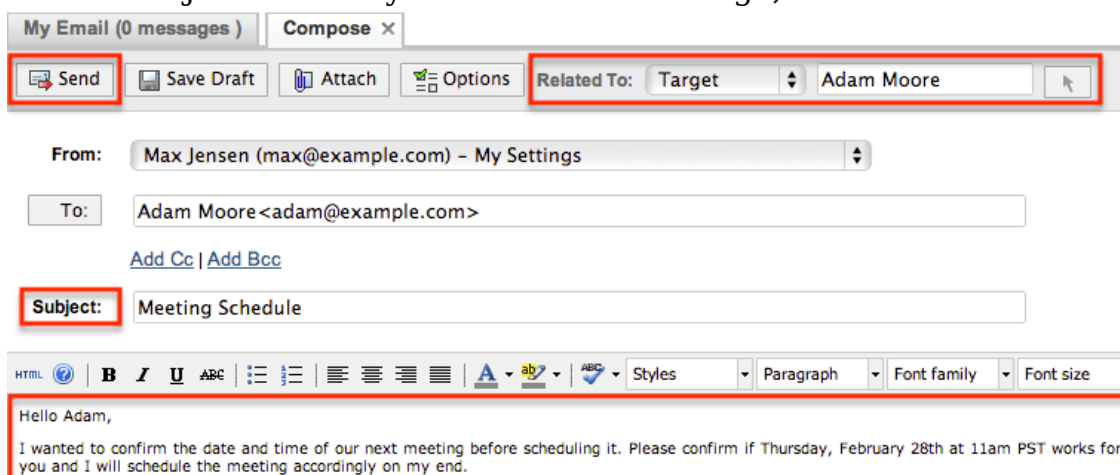 My Email (0 messages ) Compose ×
Send Save Draft Attach Options Related To: Target Adam Moore
From: Max Jensen (max@example.com) – My Settings
To: Adam Moore<adam@example.com>
Add Cc | Add Bcc
Subject: Meeting Schedule
HTML ? B I U ABC A ab ABC Styles Paragraph Font family Font size
Hello Adam,
I wanted to confirm the date and time of our next meeting before scheduling it. Please confirm if Thursday, February 28th at 11am PST works for
you and I will schedule the meeting accordingly on my end.